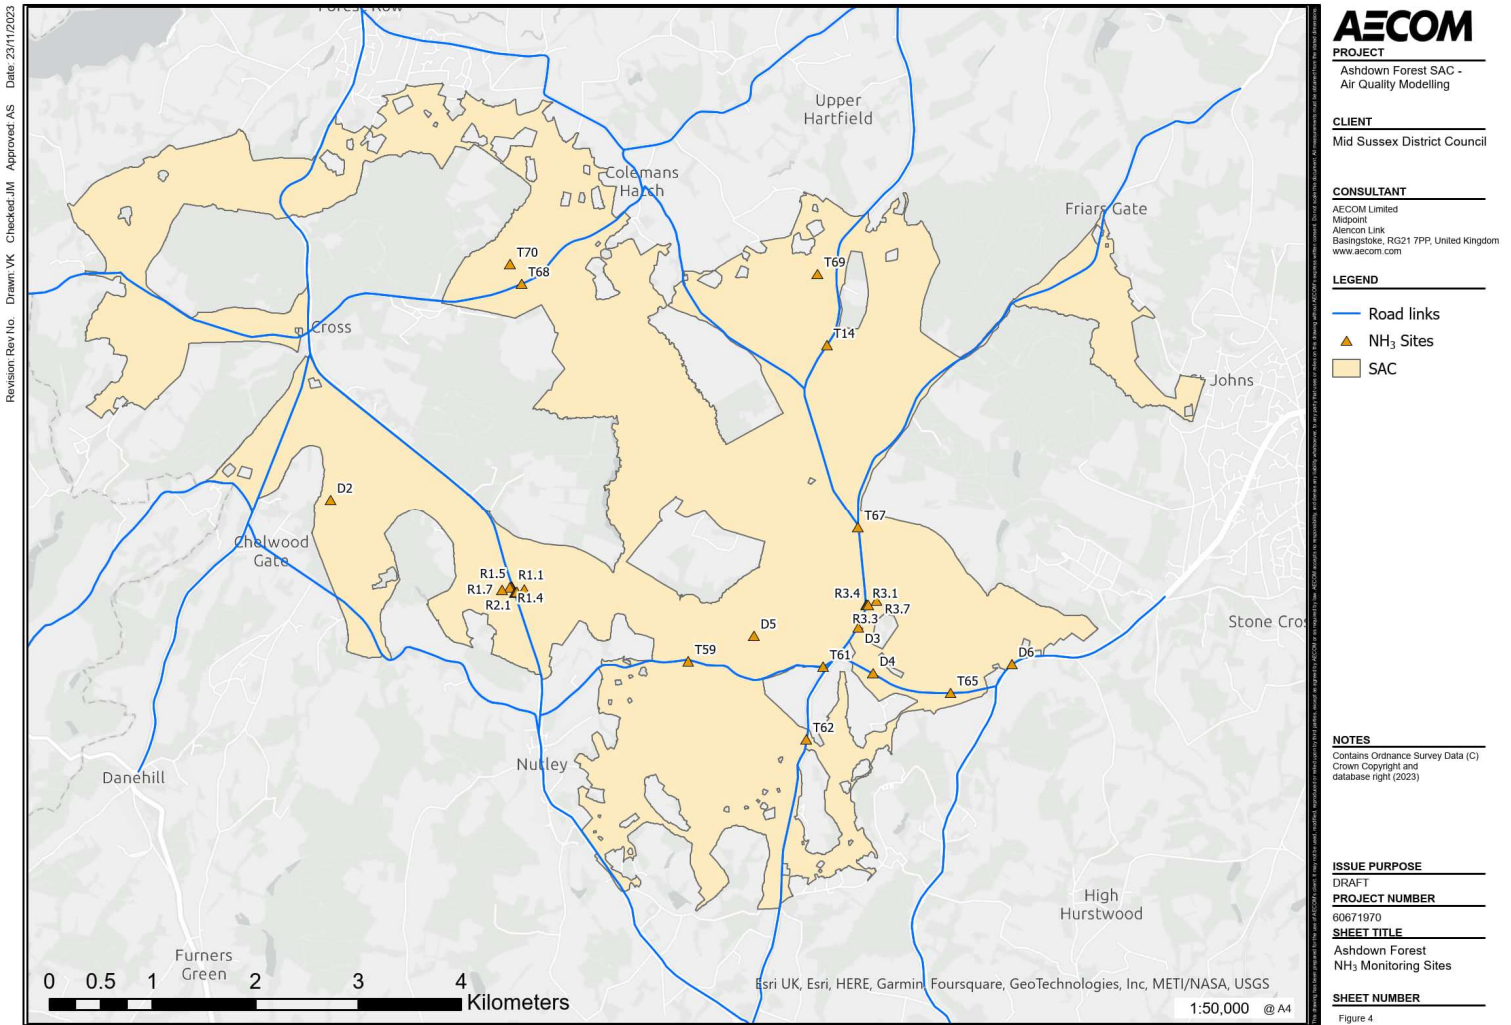 Revision: Rev No. Drawn: VK Checked: JM Approved: AS Date: 23/11/2023
Forest Row
Upper
Hartfield
Colemans
Hatch
Friars Gate
T70
T68
T69
Cross
T14
Johns
D2
T67
Chelwood
Gate
R1.5
R1.1
R1.7
R1.4
R2.1
R3.4
R3.1
R3.7
R3.3
D5
D3
Stone Cros
T59
T61
D4
D6
T65
T62
Nutley
Danehill
High
Hurstwood
Furners
Green
0 0.5 1 2 3 4
Kilometers
Esri UK, Esri, HERE, Garmin, Foursquare, GeoTechnologies, Inc, METI/NASA, USGS
1:50,000 @ A4
AECOM
PROJECT
Ashdown Forest SAC -
Air Quality Modelling
CLIENT
Mid Sussex District Council
CONSULTANT
AECOM Limited
Midpoint
Alencon Link
Basingstoke, RG21 7PP, United Kingdom
www.aecom.com
LEGEND
Road links
NH3 Sites
SAC
NOTES
Contains Ordnance Survey Data (C)
Crown Copyright and
database right (2023)
ISSUE PURPOSE
DRAFT
PROJECT NUMBER
60671970
SHEET TITLE
Ashdown Forest
NH3 Monitoring Sites
SHEET NUMBER
Figure 4